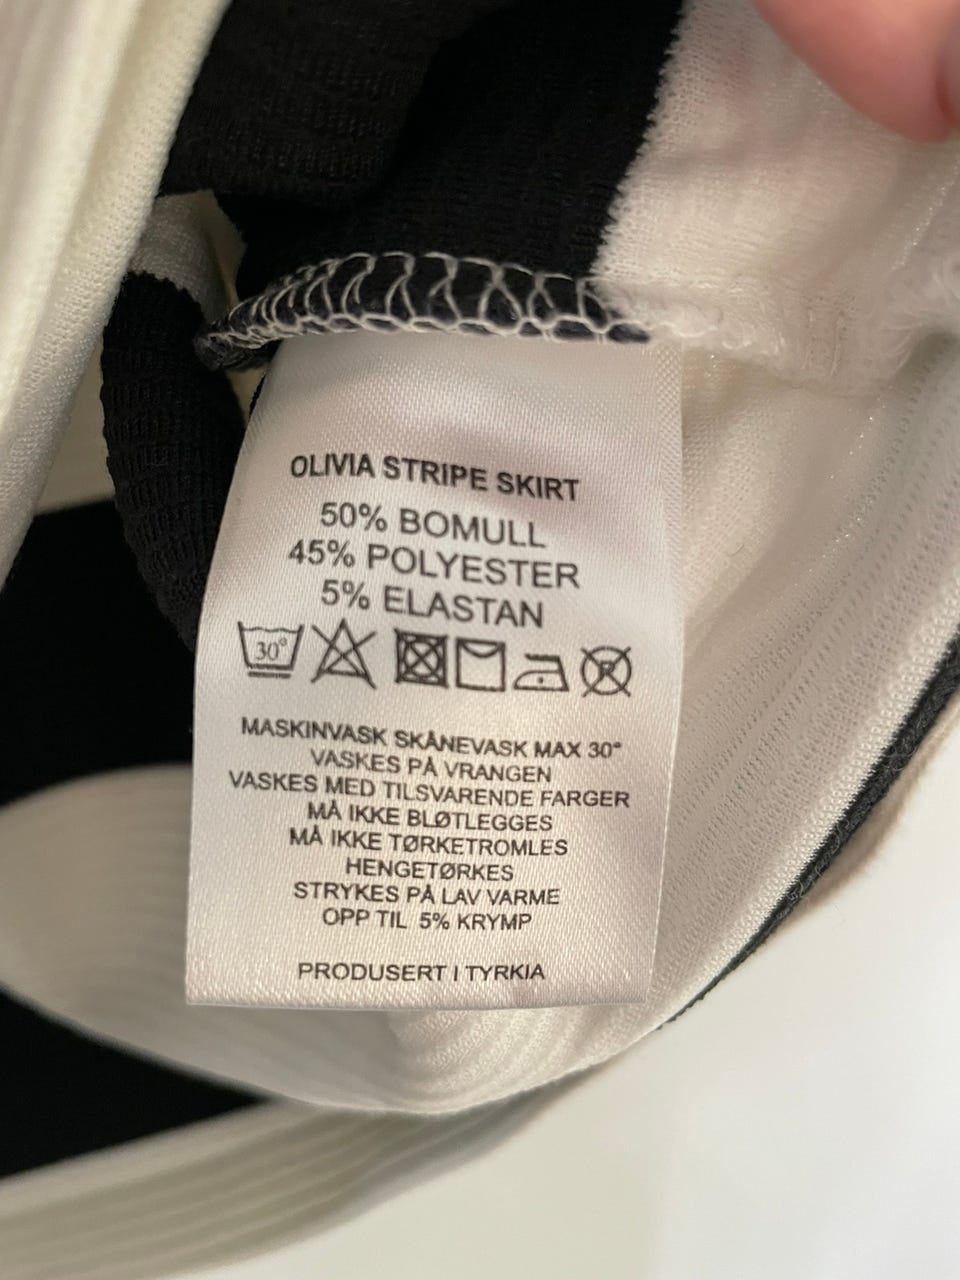 OLIVIA STRIPE SKIRT
50% BOMULL
45% POLYESTER
5% ELASTAN
30°
MASKINVASK SKÅNEVASK MAX 30°
VASKES PÅ VRANGEN
VASKES MED TILSVARENDE FARGER
MÅ IKKE BLØTLEGGES
MÅ IKKE TØRKETROMLES
HENGETØRKES
STRYKES PÅ LAV VARME
OPP TIL 5% KRYMP
PRODUSERT I TYRKIA